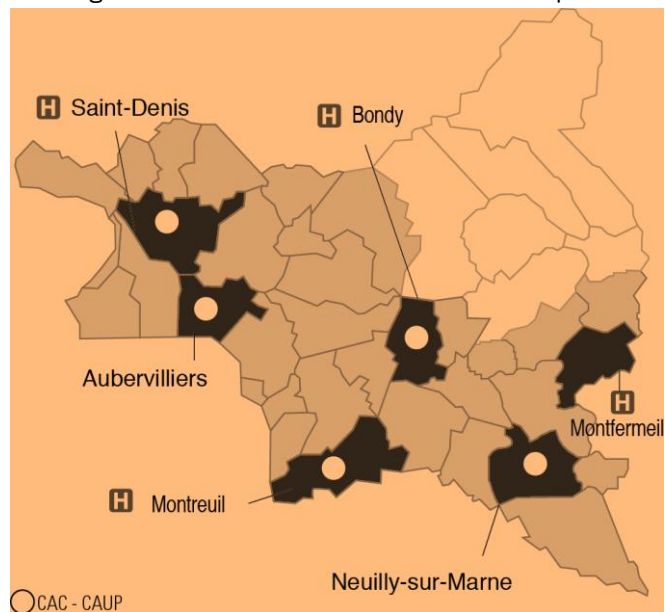 H Saint-Denis
H Bondy
Aubervilliers
H
Montfermeil
H Montreuil
Neuilly-sur-Marne
CAC - CAUP